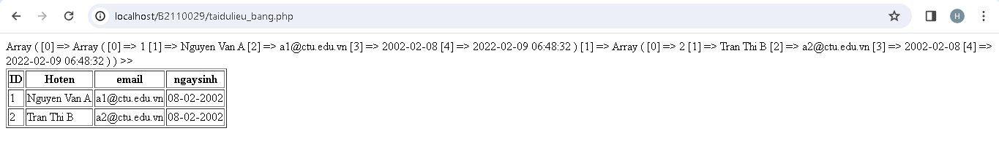 localhost/B2110029/taidulieu_bang.php
H
Array ( [0] => Array ( [0] => 1 [1] => Nguyen Van A [2] => a1@ctu.edu.vn [3] => 2002-02-08 [4] => 2022-02-09 06:48:32 ) [1] => Array ( [0] => 2 [1] => Tran Thi B [2] => a2@ctu.edu.vn [3] => 2002-02-08 [4] =>
2022-02-09 06:48:32 ) ) >>
ID Hoten email ngaysinh
1 Nguyen Van A a1@ctu.edu.vn 08-02-2002
2 Tran Thi B a2@ctu.edu.vn 08-02-2002